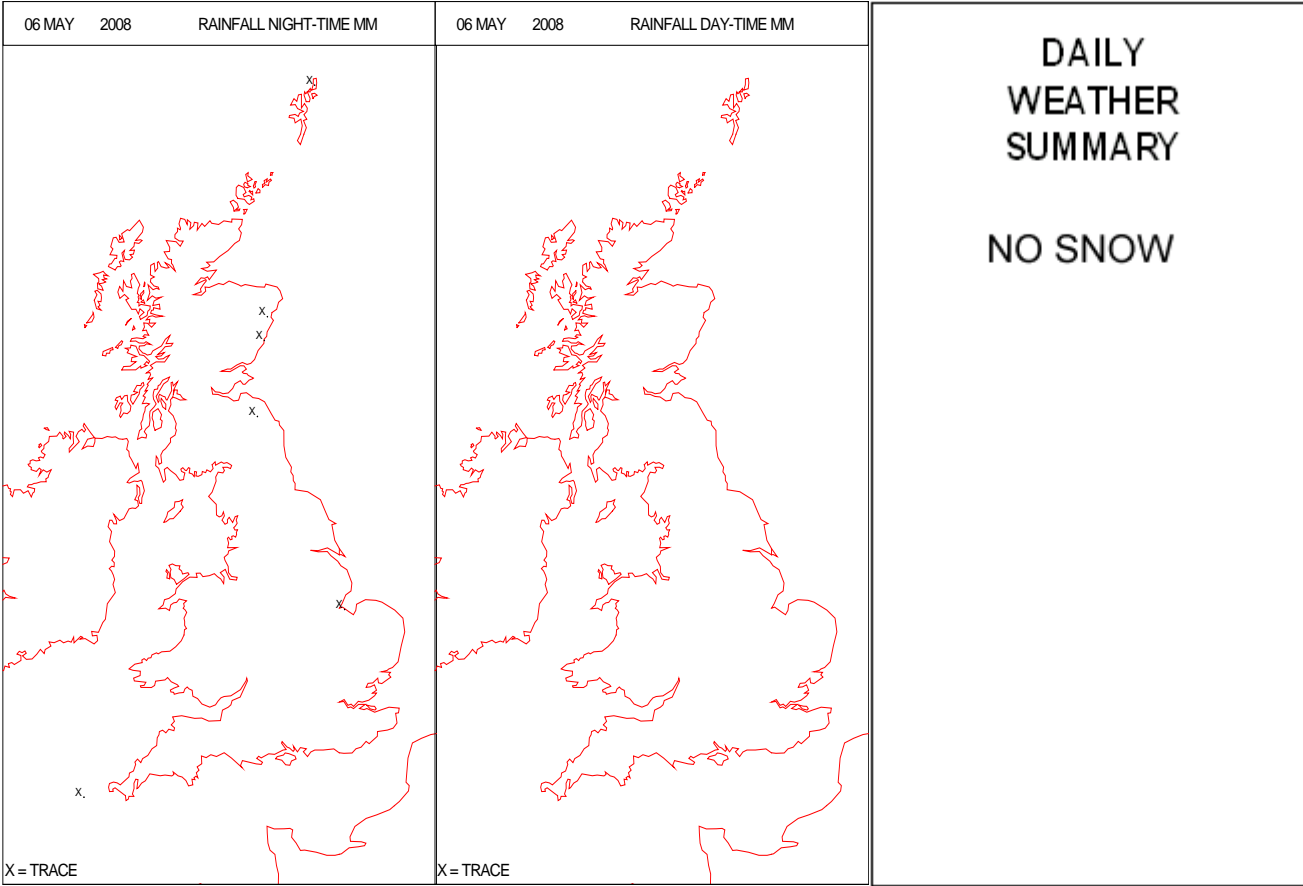 06 MAY 2008 RAINFALL NIGHT-TIME MM
X
X
X
X
X
X
X = TRACE
06 MAY 2008 RAINFALL DAY-TIME MM
X = TRACE
DAILY
WEATHER
SUMMARY
NO SNOW